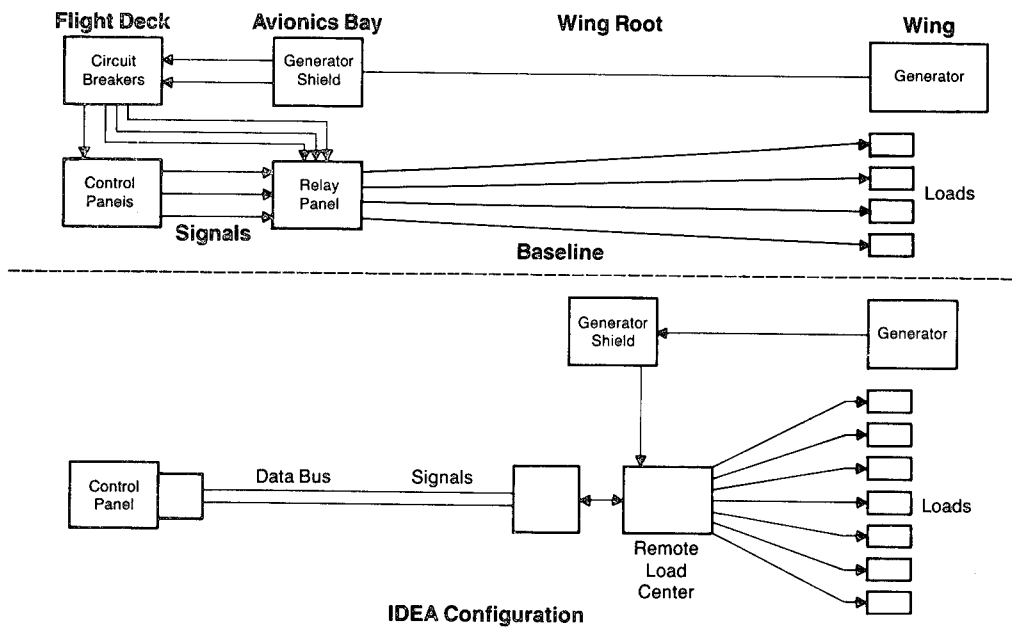 Flight Deck
Avionics Bay
Wing Root
Wing
Circuit
Breakers
Generator
Shield
Generator
Control
Panels
Relay
Panel
Loads
Signals
Baseline
Generator
Shield
Generator
Control
Panel
Data Bus
Signals
Loads
Remote
Load
Center
IDEA Configuration